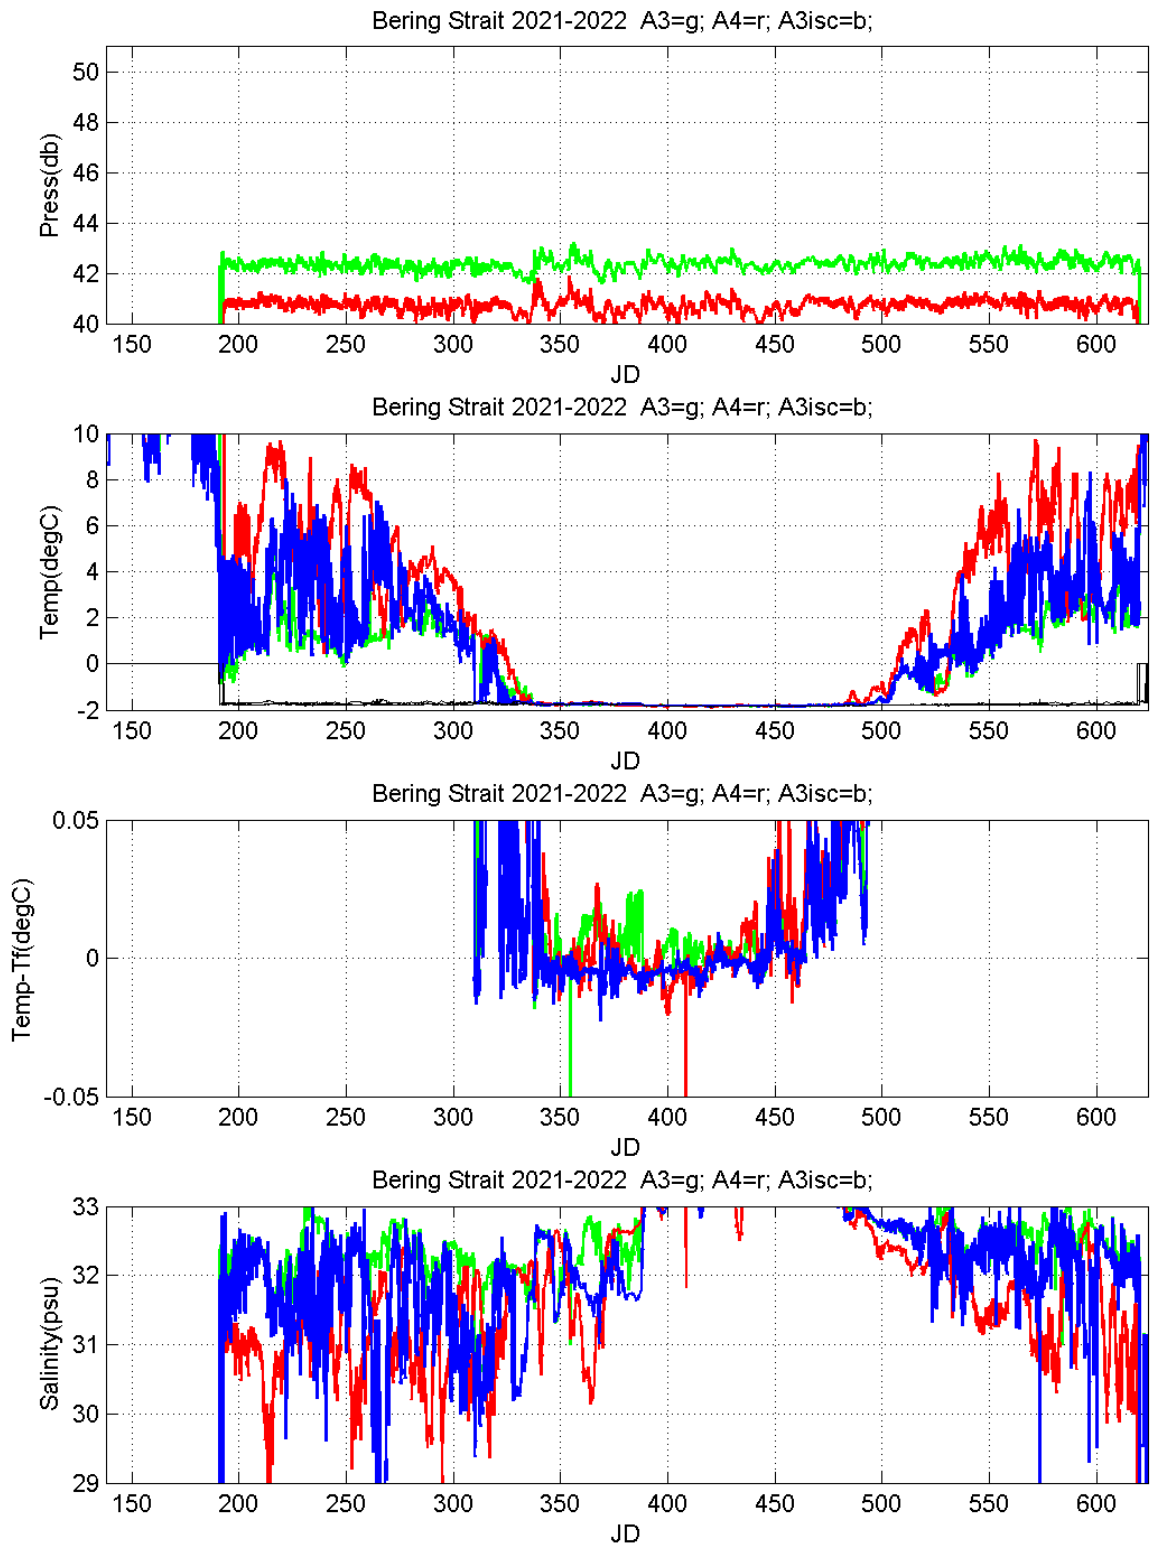 Bering Strait 2021-2022  A3=g; A4=r; A3isc=b;
50
48
46
44
42
40
Press(db)
150 200 250 300 350 400 450 500 550 600
JD
Bering Strait 2021-2022  A3=g; A4=r; A3isc=b;
10
8
6
4
2
0
-2
Temp(degC)
150 200 250 300 350 400 450 500 550 600
JD
Bering Strait 2021-2022  A3=g; A4=r; A3isc=b;
0.05
0
-0.05
Temp-Tf(degC)
150 200 250 300 350 400 450 500 550 600
JD
Bering Strait 2021-2022  A3=g; A4=r; A3isc=b;
33
32
31
30
29
Salinity(psu)
150 200 250 300 350 400 450 500 550 600
JD